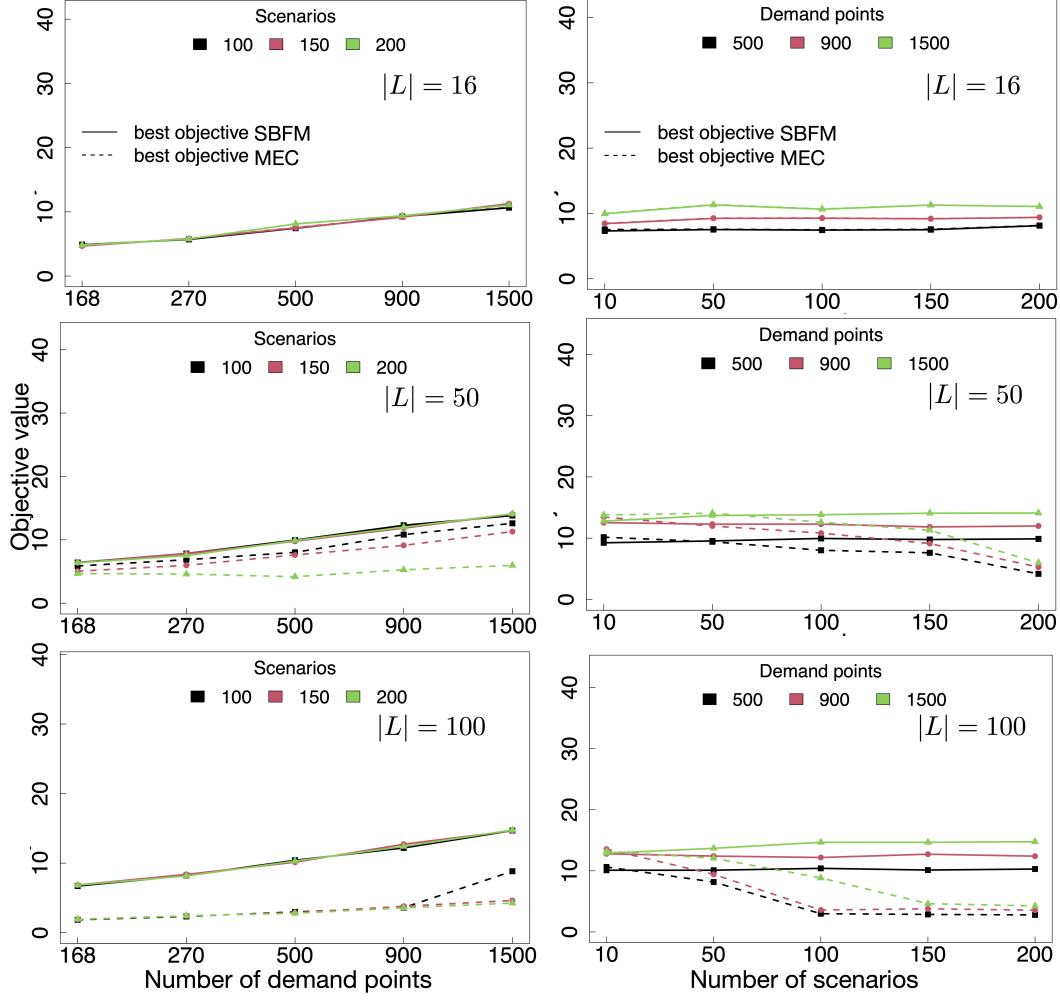 Scenarios
100 150 200
|L| = 16
best objective SBFM
best objective MEC
0 10 20 30 40
168 270 500 900 1500
Demand points
500 900 1500
|L| = 16
best objective SBFM
best objective MEC
0 10 20 30 40
10 50 100 150 200
Objective value
Scenarios
100 150 200
|L| = 50
0 10 20 30 40
168 270 500 900 1500
Demand points
500 900 1500
|L| = 50
0 10 20 30 40
10 50 100 150 200
Scenarios
100 150 200
|L| = 100
0 10 20 30 40
168 270 500 900 1500
Number of demand points
Demand points
500 900 1500
|L| = 100
0 10 20 30 40
10 50 100 150 200
Number of scenarios